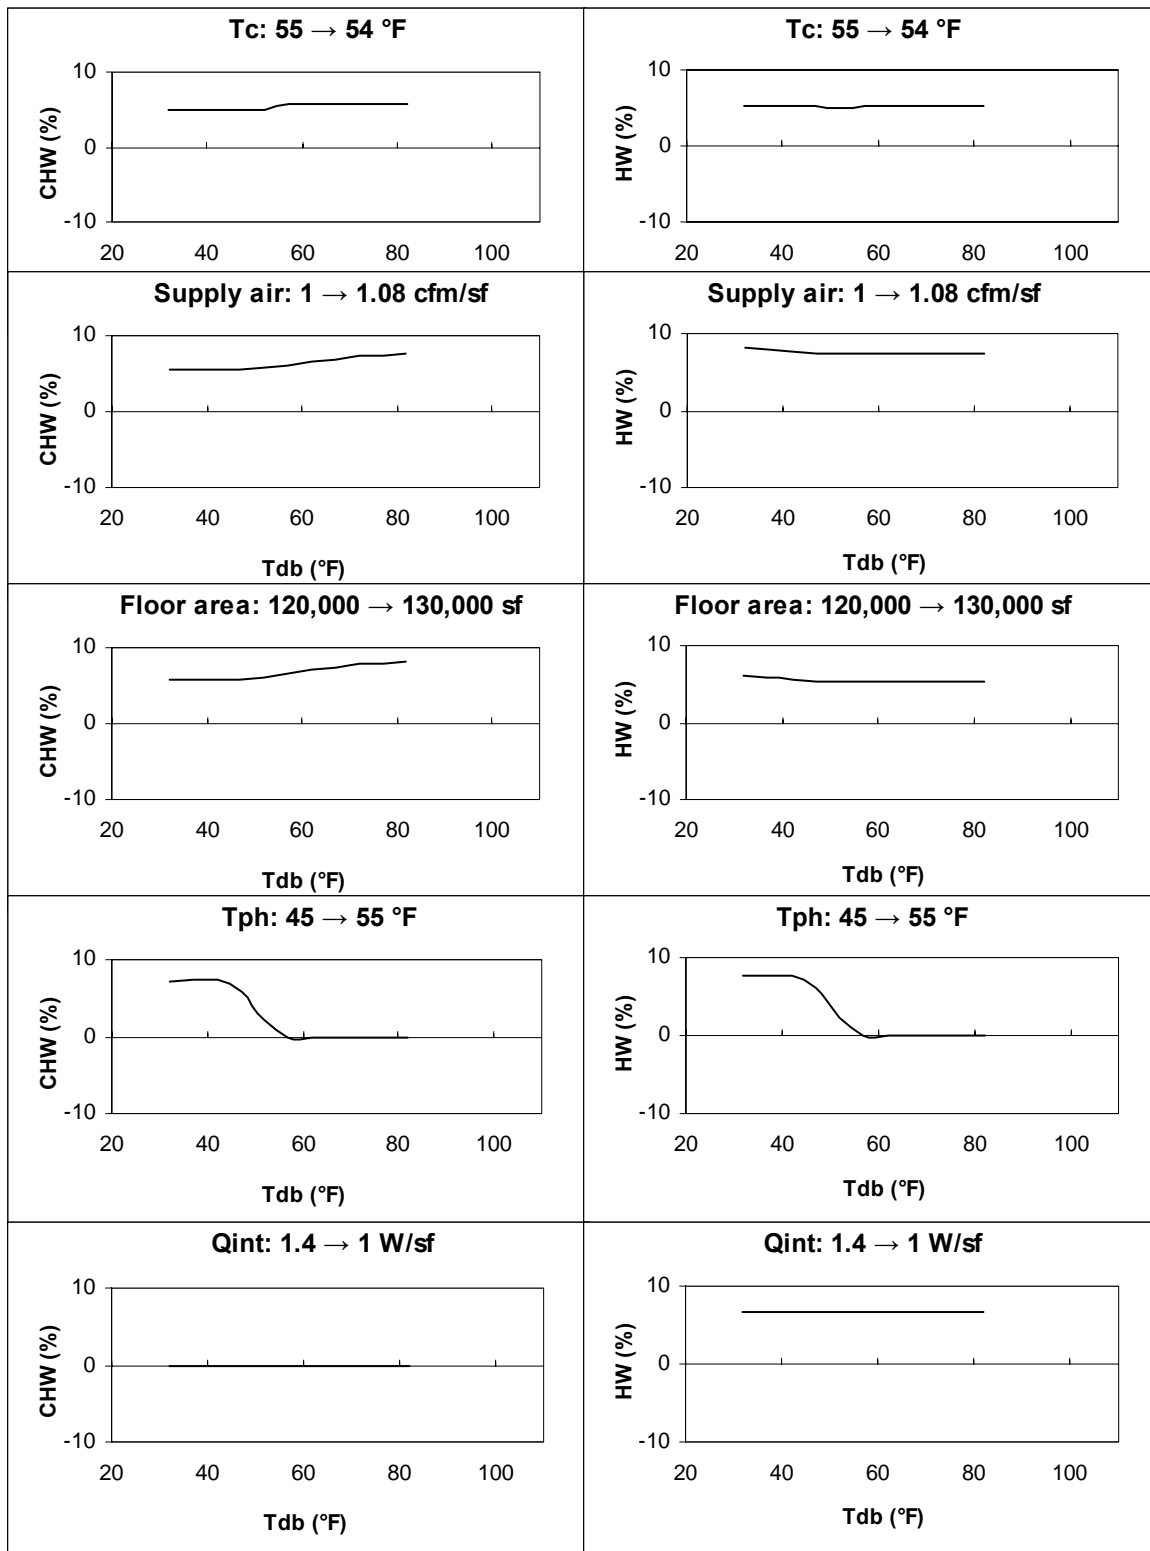 Tc: 55 → 54 °F
10
0
-10
CHW (%)
20 40 60 80 100
Tc: 55 → 54 °F
10
0
-10
HW (%)
20 40 60 80 100
Supply air: 1 → 1.08 cfm/sf
10
0
-10
CHW (%)
20 40 60 80 100
Tdb (°F)
Supply air: 1 → 1.08 cfm/sf
10
0
-10
HW (%)
20 40 60 80 100
Tdb (°F)
Floor area: 120,000 → 130,000 sf
10
0
-10
CHW (%)
20 40 60 80 100
Tdb (°F)
Floor area: 120,000 → 130,000 sf
10
0
-10
HW (%)
20 40 60 80 100
Tdb (°F)
Tph: 45 → 55 °F
10
0
-10
CHW (%)
20 40 60 80 100
Tdb (°F)
Tph: 45 → 55 °F
10
0
-10
HW (%)
20 40 60 80 100
Tdb (°F)
Qint: 1.4 → 1 W/sf
10
0
-10
CHW (%)
20 40 60 80 100
Tdb (°F)
Qint: 1.4 → 1 W/sf
10
0
-10
HW (%)
20 40 60 80 100
Tdb (°F)